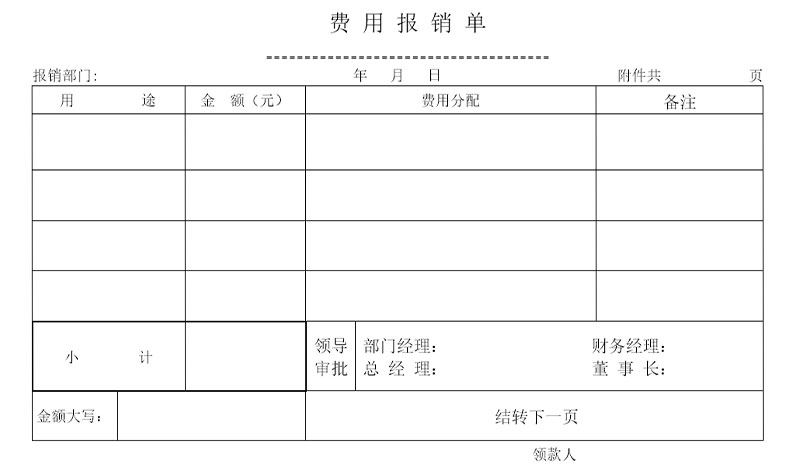 费用报销单
报销部门： 年 月 日 附件共 页
用 途 金 额（元） 费用分配 备注
小 计 领导审批 部门经理： 财务经理：
总 经 理： 董 事 长：
金额大写： 结转下一页
领款人